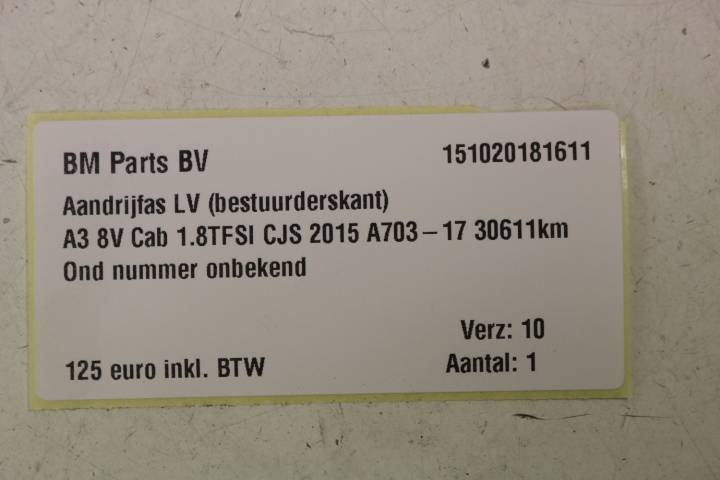 BM Parts BV 151020181611
Aandrijfas LV (bestuurderskant)
A3 8V Cab 1.8TFSI CJS 2015 A703-17 30611km
Ond nummer onbekend
Verz: 10
125 euro inkl. BTW Aantal: 1